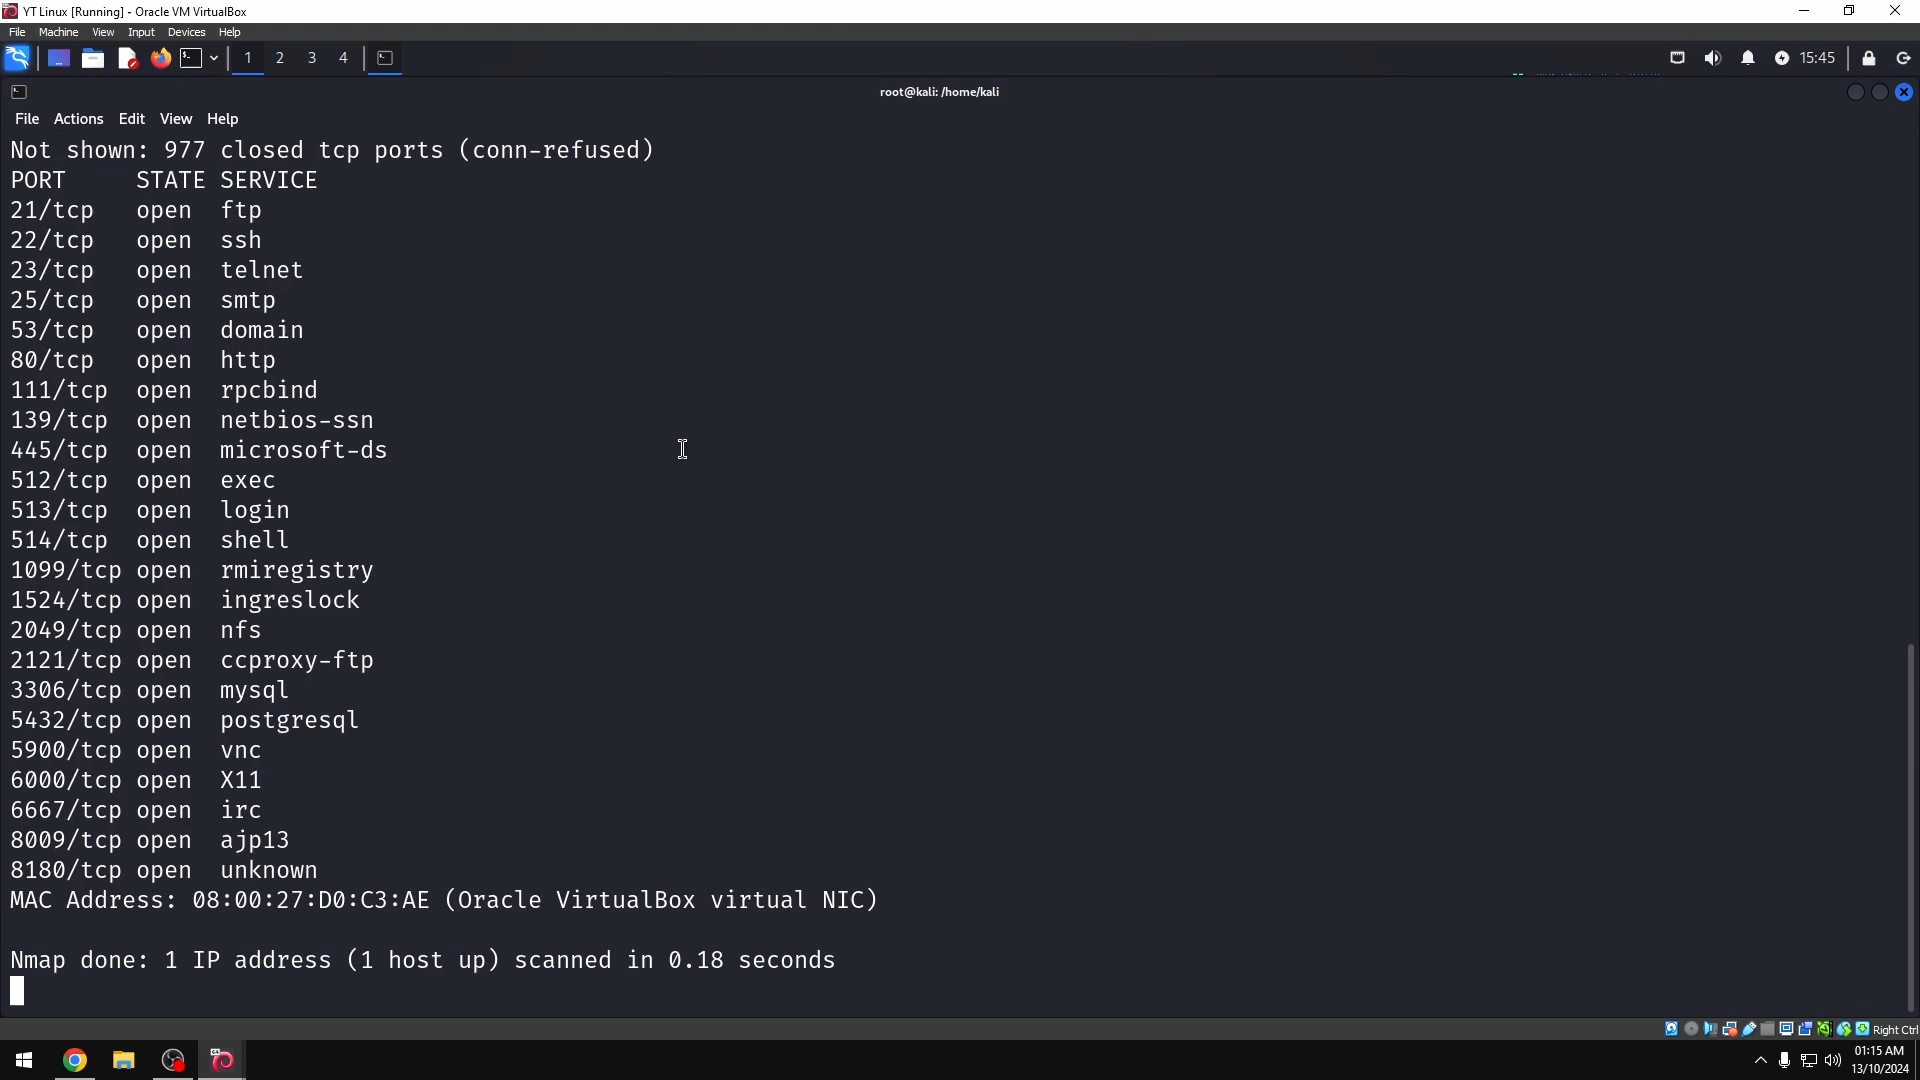 YT Linux [Running] - Oracle VM VirtualBox
File Machine View Input Devices Help
1 2 3 4 15:45
root@kali: /home/kali
File Actions Edit View Help
Not shown: 977 closed tcp ports (conn-refused)
PORT STATE SERVICE
21/tcp open ftp
22/tcp open ssh
23/tcp open telnet
25/tcp open smtp
53/tcp open domain
80/tcp open http
111/tcp open rpcbind
139/tcp open netbios-ssn
445/tcp open microsoft-ds
512/tcp open exec
513/tcp open login
514/tcp open shell
1099/tcp open rmiregistry
1524/tcp open ingreslock
2049/tcp open nfs
2121/tcp open ccproxy-ftp
3306/tcp open mysql
5432/tcp open postgresql
5900/tcp open vnc
6000/tcp open X11
6667/tcp open irc
8009/tcp open ajp13
8180/tcp open unknown
MAC Address: 08:00:27:D0:C3:AE (Oracle VirtualBox virtual NIC)
Nmap done: 1 IP address (1 host up) scanned in 0.18 seconds
Right Ctrl
01:15 AM
13/10/2024